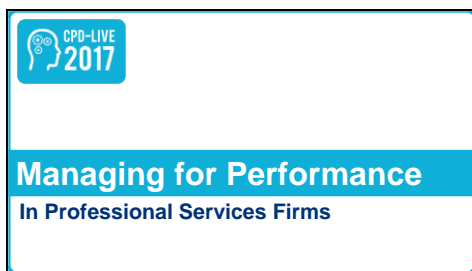 CPD-LIVE
2017
Managing for Performance
In Professional Services Firms